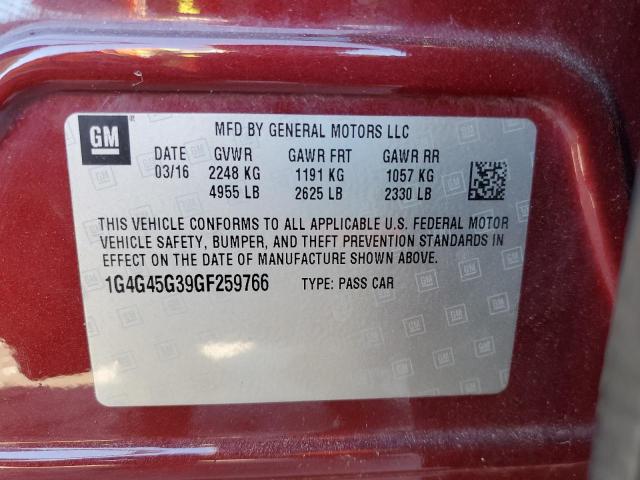 GM
MFD BY GENERAL MOTORS LLC
DATE GVWR GAWR FRT GAWR RR
03/16 2248 KG 1191 KG 1057 KG
4955 LB 2625 LB 2330 LB
THIS VEHICLE CONFORMS TO ALL APPLICABLE U.S. FEDERAL MOTOR
VEHICLE SAFETY, BUMPER, AND THEFT PREVENTION STANDARDS IN
EFFECT ON THE DATE OF MANUFACTURE SHOWN ABOVE.
1G4G45G39GF259766 TYPE: PASS CAR